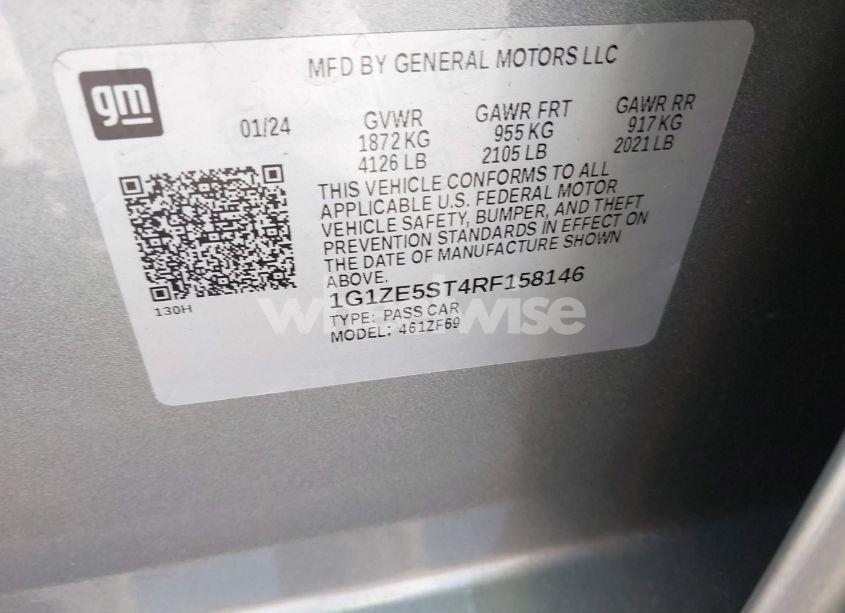 gm
MFD BY GENERAL MOTORS LLC
01/24
GVWR
1872 KG
4126 LB
GAWR FRT
955 KG
2105 LB
GAWR RR
917 KG
2021 LB
THIS VEHICLE CONFORMS TO ALL
APPLICABLE U.S. FEDERAL MOTOR
VEHICLE SAFETY, BUMPER, AND THEFT
PREVENTION STANDARDS IN EFFECT ON
THE DATE OF MANUFACTURE SHOWN
ABOVE.
1G1ZE5ST4RF158146
TYPE: PASS CAR
MODEL: 461ZF69
130H